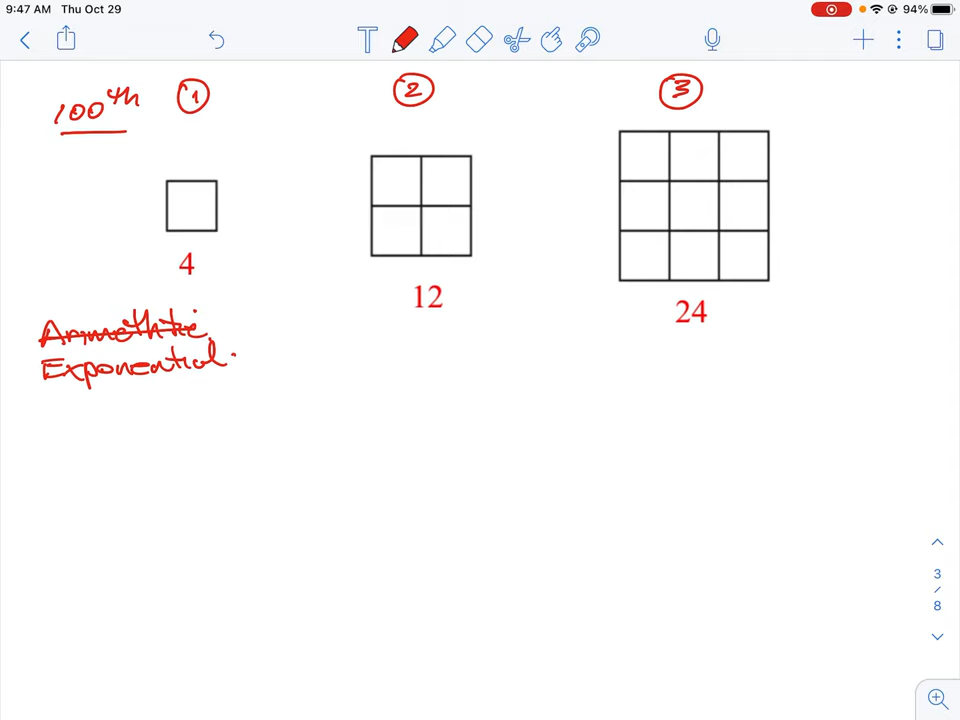 9:47 AM Thu Oct 29
94%
T
100th
1
2
3
4
12
24
Arimethtic
Exponential.
3
/
8